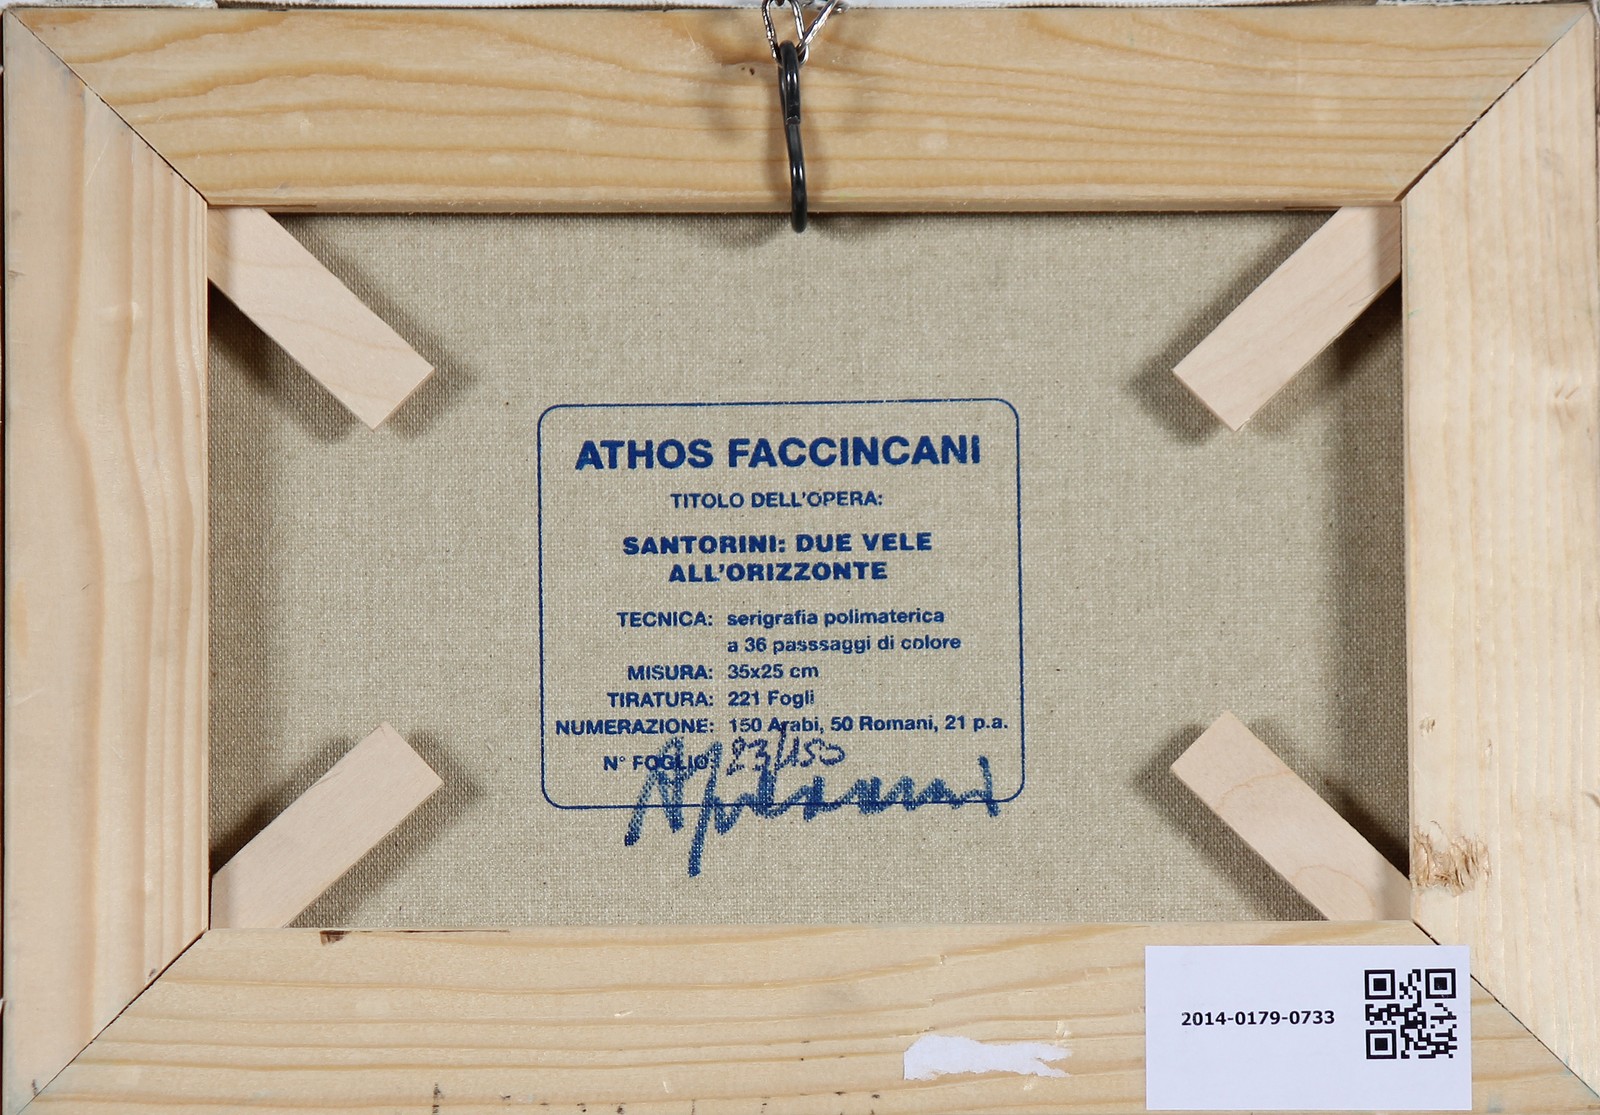 ATHOS FACCINCANI
TITOLO DELL'OPERA:
SANTORINI: DUE VELE
ALL'ORIZZONTE
TECNICA: serigrafia polimaterica
a 36 passsaggi di colore
MISURA: 35x25 cm
TIRATURA: 221 Fogli
NUMERAZIONE: 150 Arabi, 50 Romani, 21 p.a.
N° FOGLIO 123/150
2014-0179-0733